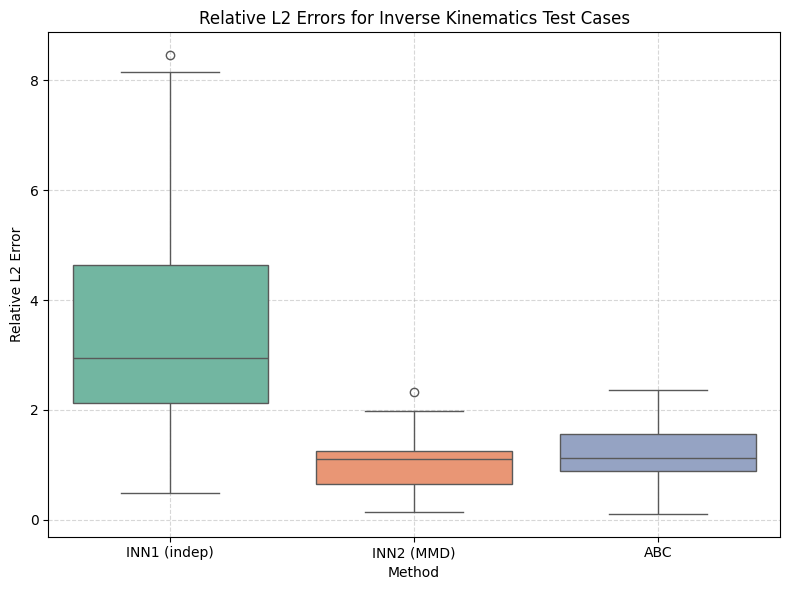 Relative L2 Errors for Inverse Kinematics Test Cases
Relative L2 Error
8
6
4
2
0
INN1 (indep)
INN2 (MMD)
ABC
Method